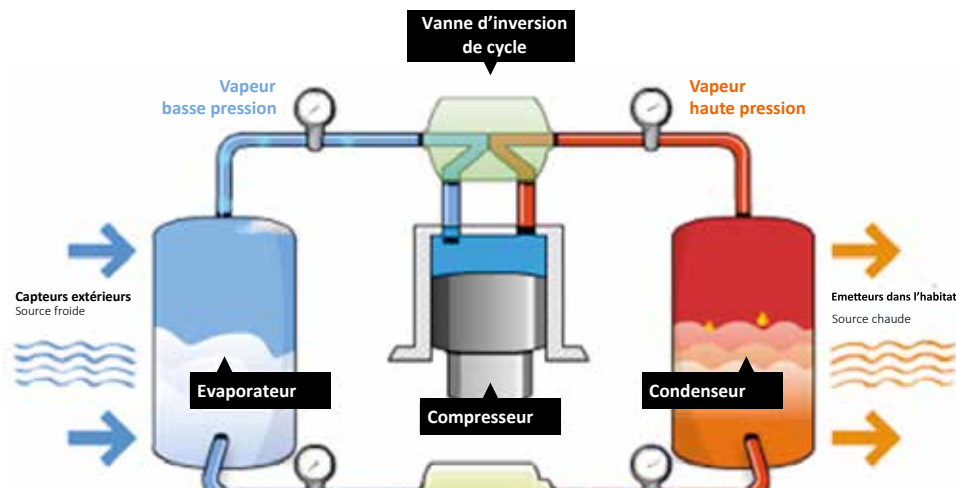 Vanne d’inversion
de cycle
Vapeur
basse pression
Vapeur
haute pression
Capteurs extérieurs
Source froide
Emetteurs dans l’habitat
Source chaude
Evaporateur
Condenseur
Compresseur